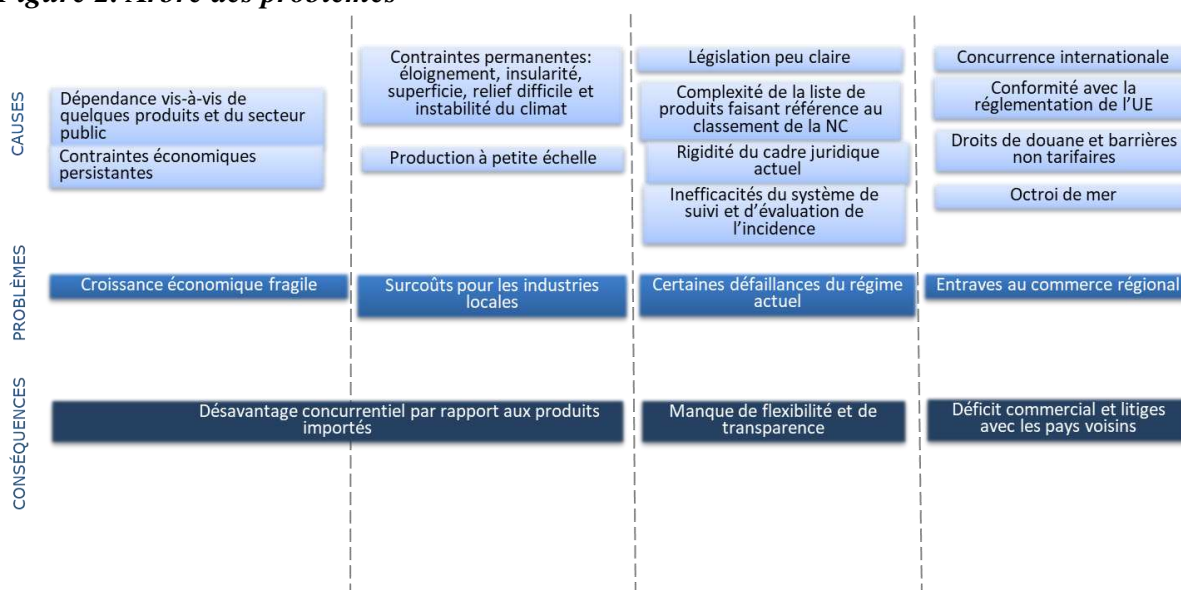 Figure 2: Arbre des problèmes
CAUSES
Dépendance vis-à-vis de
quelques produits et du secteur
public
Contraintes économiques
persistantes
Contraintes permanentes:
éloignement, insularité,
superficie, relief difficile et
instabilité du climat
Production à petite échelle
Législation peu claire
Complexité de la liste de
produits faisant référence au
classement de la NC
Rigidité du cadre juridique
actuel
Inefficacités du système de
suivi et d’évaluation de
l’incidence
Concurrence internationale
Conformité avec la
réglementation de l’UE
Droits de douane et barrières
non tarifaires
Octroi de mer
PROBLÈMES
Croissance économique fragile
Surcoûts pour les industries
locales
Certaines défaillances du régime
actuel
Entraves au commerce régional
CONSÉQUENCES
Désavantage concurrentiel par rapport aux produits
importés
Manque de flexibilité et de
transparence
Déficit commercial et litiges
avec les pays voisins